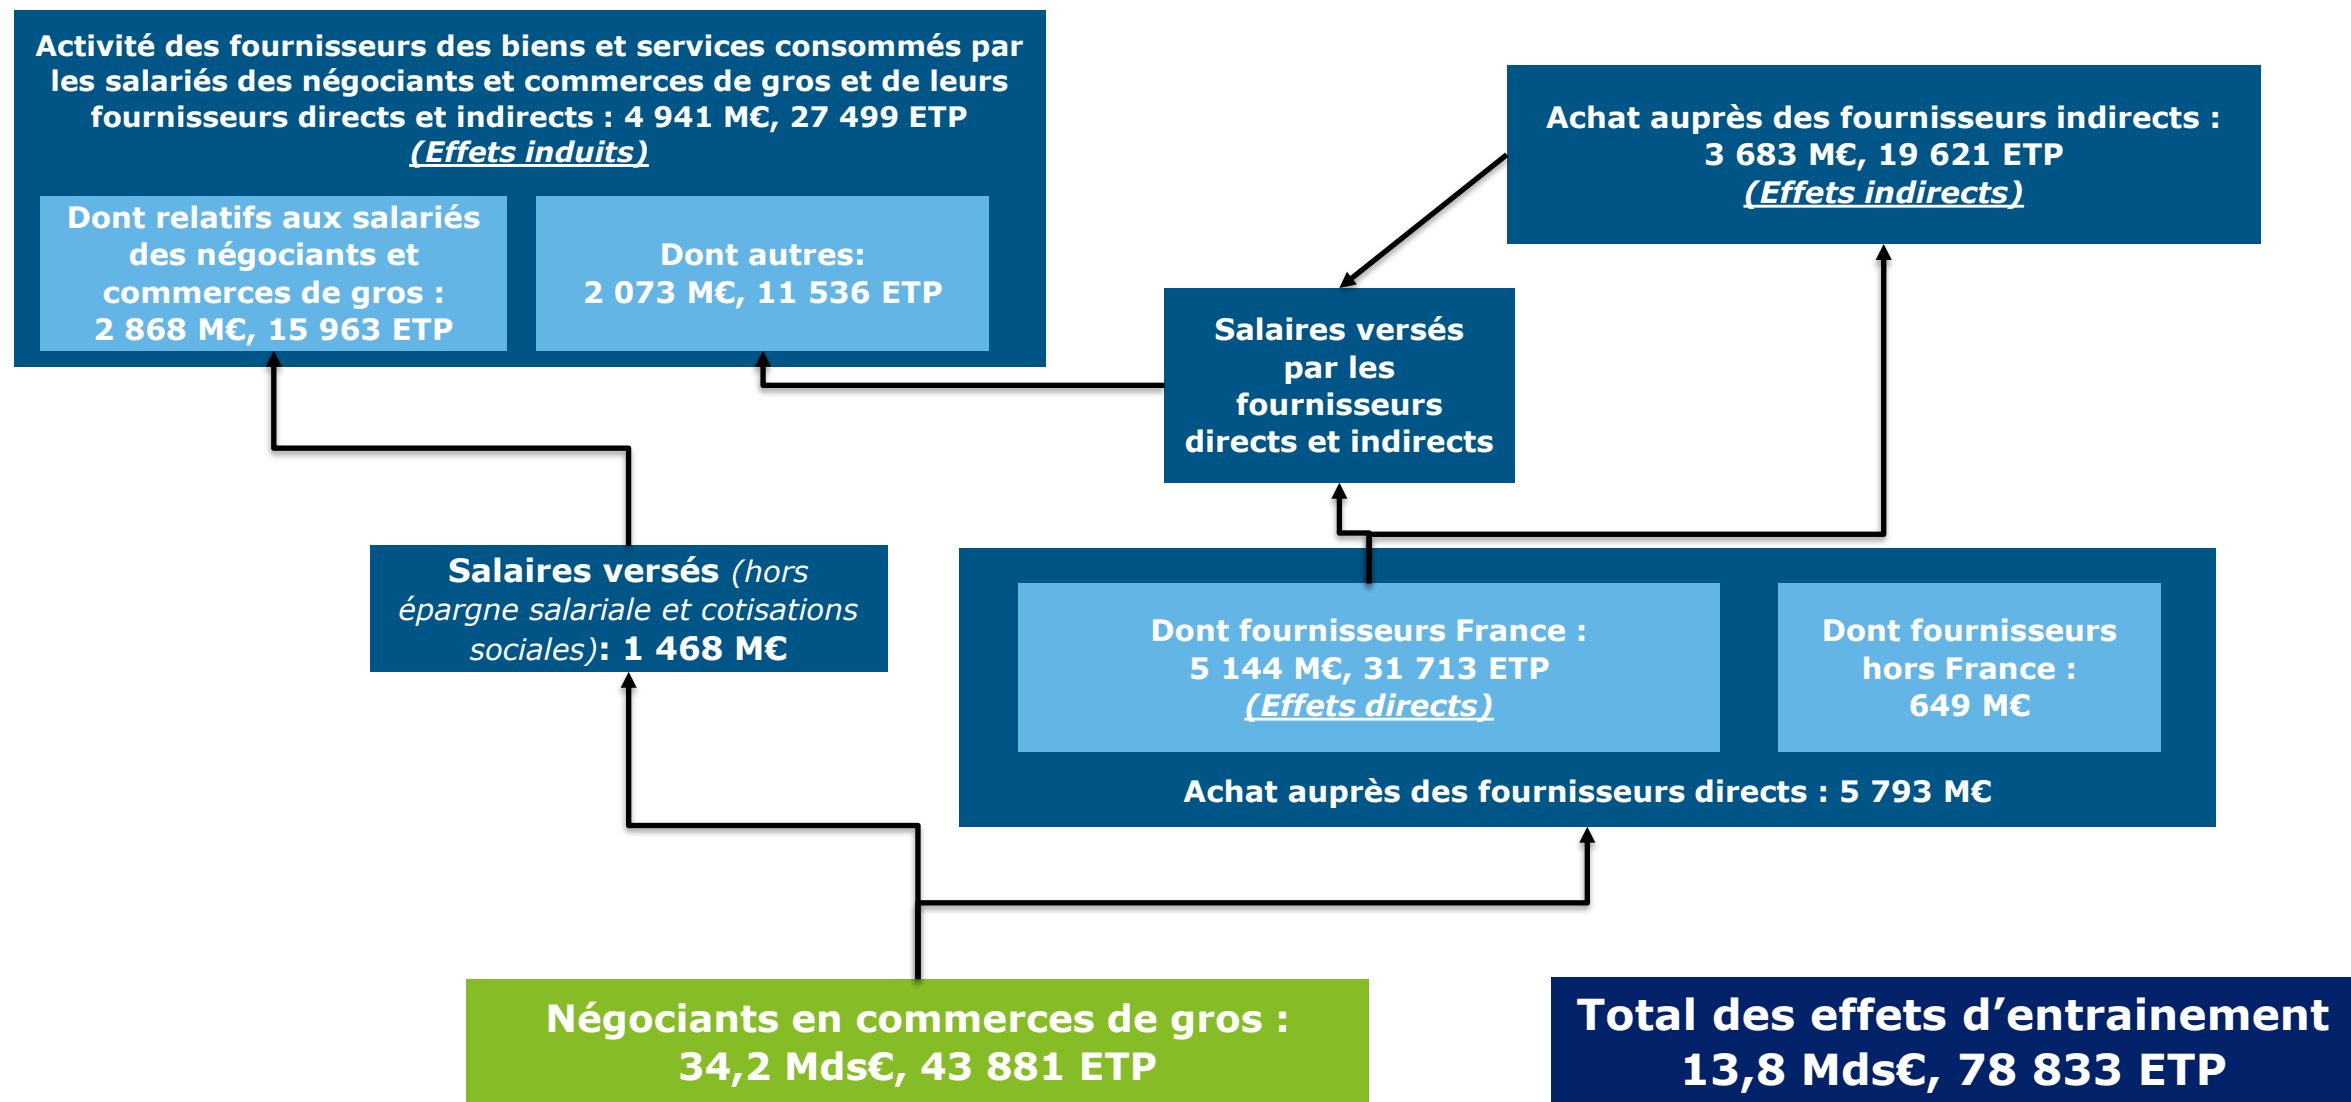 Activité des fournisseurs des biens et services consommés par
les salariés des négociants et commerces de gros et de leurs
fournisseurs directs et indirects : 4 941 M€, 27 499 ETP
(Effets induits)
Dont relatifs aux salariés
des négociants et
commerces de gros :
2 868 M€, 15 963 ETP
Dont autres:
2 073 M€, 11 536 ETP
Achat auprès des fournisseurs indirects :
3 683 M€, 19 621 ETP
(Effets indirects)
Salaires versés
par les
fournisseurs
directs et indirects
Salaires versés (hors
épargne salariale et cotisations
sociales): 1 468 M€
Dont fournisseurs France :
5 144 M€, 31 713 ETP
(Effets directs)
Dont fournisseurs
hors France :
649 M€
Achat auprès des fournisseurs directs : 5 793 M€
Négociants en commerces de gros :
34,2 Mds€, 43 881 ETP
Total des effets d’entrainement
13,8 Mds€, 78 833 ETP